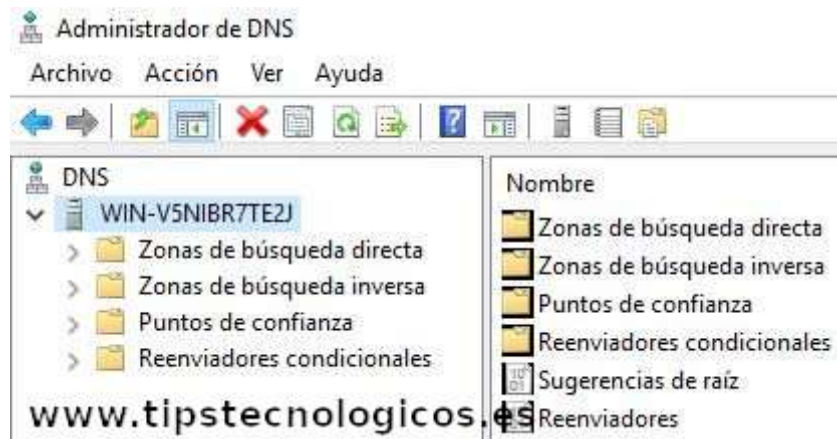 Administrador de DNS
Archivo Acción Ver Ayuda
DNS
WIN-V5NIBR7TE2J
Zonas de búsqueda directa
Zonas de búsqueda inversa
Puntos de confianza
Reenviadores condicionales
Nombre
Zonas de búsqueda directa
Zonas de búsqueda inversa
Puntos de confianza
Reenviadores condicionales
Sugerencias de raíz
Reenviadores
www.tipstecnologicos.es